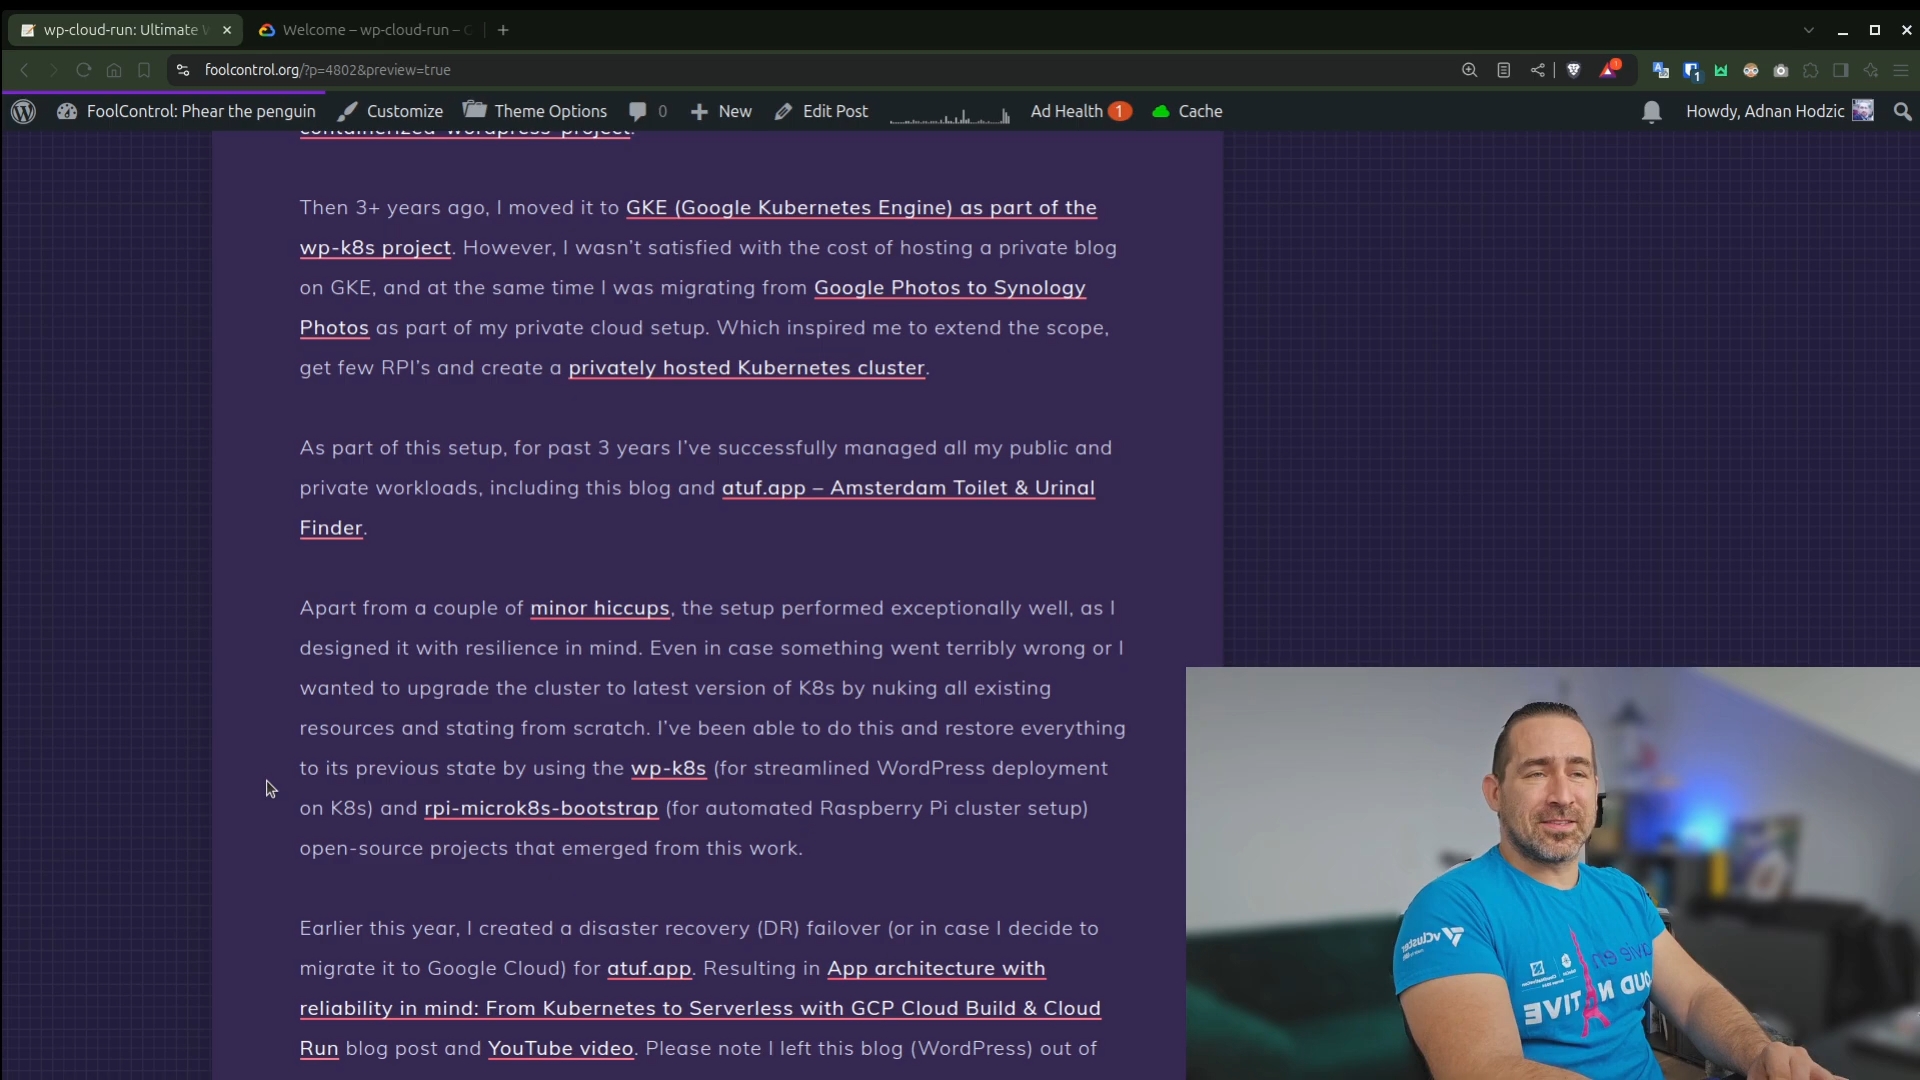 wp-cloud-run: Ultimate W
Welcome – wp-cloud-run – C
foolcontrol.org/?p=4802&preview=true
1
1
FoolControl: Phear the penguin
Customize
Theme Options
0
New
Edit Post
Ad Health 1
Cache
Howdy, Adnan Hodzic
containerized wordpress project.
Then 3+ years ago, I moved it to GKE (Google Kubernetes Engine) as part of the
wp-k8s project. However, I wasn't satisfied with the cost of hosting a private blog
on GKE, and at the same time I was migrating from Google Photos to Synology
Photos as part of my private cloud setup. Which inspired me to extend the scope,
get few RPI's and create a privately hosted Kubernetes cluster.
As part of this setup, for past 3 years I've successfully managed all my public and
private workloads, including this blog and atuf.app – Amsterdam Toilet & Urinal
Finder.
Apart from a couple of minor hiccups, the setup performed exceptionally well, as I
designed it with resilience in mind. Even in case something went terribly wrong or I
wanted to upgrade the cluster to latest version of K8s by nuking all existing
resources and stating from scratch. I've been able to do this and restore everything
to its previous state by using the wp-k8s (for streamlined WordPress deployment
on K8s) and rpi-microk8s-bootstrap (for automated Raspberry Pi cluster setup)
open-source projects that emerged from this work.
Earlier this year, I created a disaster recovery (DR) failover (or in case I decide to
migrate it to Google Cloud) for atuf.app. Resulting in App architecture with
reliability in mind: From Kubernetes to Serverless with GCP Cloud Build & Cloud
Run blog post and YouTube video. Please note I left this blog (WordPress) out of
vcluster